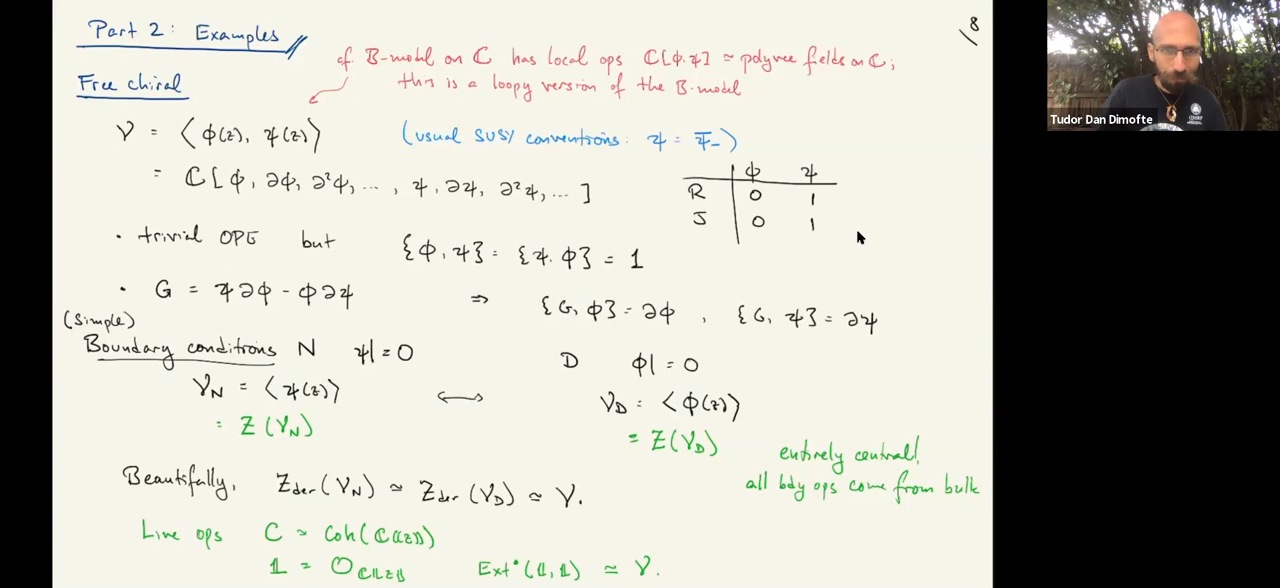 Part 2: Examples
8
cf. B-model on ℂ has local ops ℂ[φ,ψ] ≃ polyvec fields on ℂ;
this is a loopy version of the B-model
Free chiral
𝒱 = ⟨φ(z), ψ(z)⟩ (usual SUSY conventions: ψ = ψ̄₋)
= ℂ[φ, ∂φ, ∂²φ, ..., ψ, ∂ψ, ∂²ψ, ...]
φ ψ
R 0 1
J 0 1
· trivial OPE but {φ, ψ} = {ψ, φ} = 1
· G = ψ∂φ - φ∂ψ ⇒ {G, φ} = ∂φ, {G, ψ} = ∂ψ
(Simple)
Boundary conditions N ψ| = 0 D φ| = 0
𝒱_N = ⟨ψ(z)⟩ ⟷ 𝒱_D = ⟨φ(z)⟩
= Z(𝒱_N) = Z(𝒱_D)
entirely central!
all bdy ops come from bulk
Beautifully, Z_der(𝒱_N) ≃ Z_der(𝒱_D) ≃ 𝒱.
Line ops C ≃ Coh(ℂ((z)))
𝟙 = O_ℂ[[z]] Ext•(𝟙,𝟙) ≃ 𝒱.
Tudor Dan Dimofte